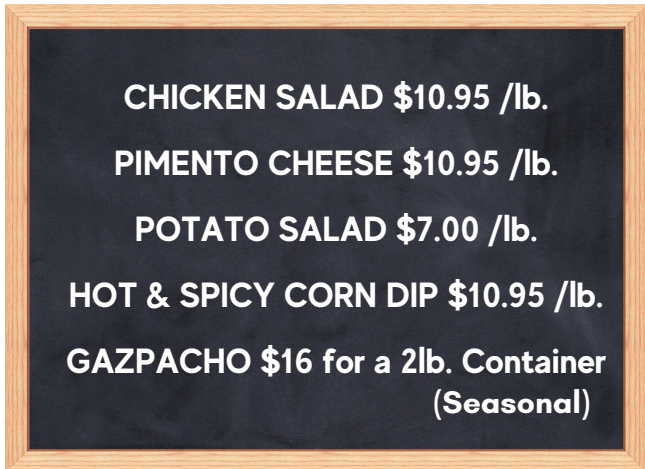 CHICKEN SALAD $10.95 /lb.
PIMENTO CHEESE $10.95 /lb.
POTATO SALAD $7.00 /lb.
HOT & SPICY CORN DIP $10.95 /lb.
GAZPACHO $16 for a 2lb. Container
(Seasonal)